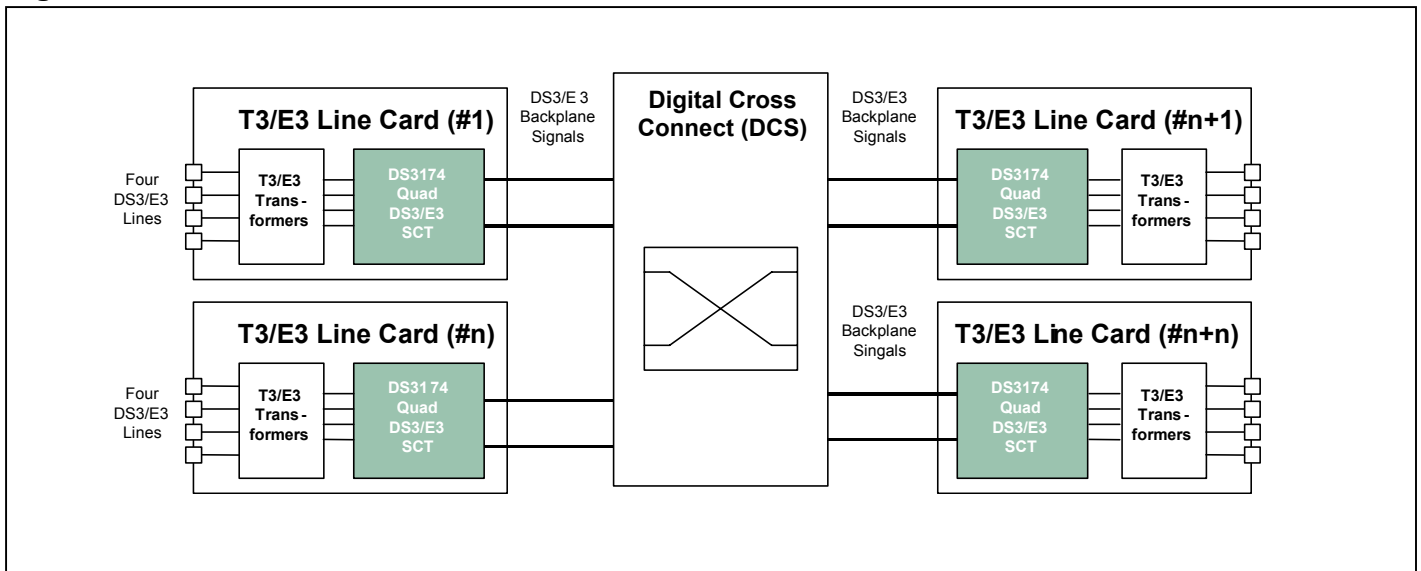 T3/E3 Line Card (#1)
Four
DS3/E3
Lines
T3/E3
Trans -
formers
DS3174
Quad
DS3/E3
SCT
DS3/E 3
Backplane
Signals
Digital Cross
Connect (DCS)
DS3/E3
Backplane
Signals
T3/E3 Line Card (#n+1)
DS3174
Quad
DS3/E3
SCT
T3/E3
Trans -
formers
T3/E3 Line Card (#n)
Four
DS3/E3
Lines
T3/E3
Trans -
formers
DS3174
Quad
DS3/E3
SCT
DS3/E3
Backplane
Singals
T3/E3 Line Card (#n+n)
DS3174
Quad
DS3/E3
SCT
T3/E3
Trans -
formers